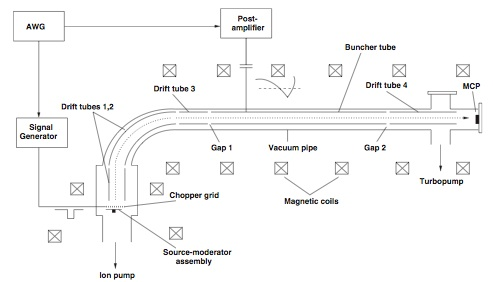 AWG
Post-
amplifier
Buncher tube
Drift tube 3
Drift tube 4
MCP
Drift tubes 1,2
Signal
Generator
Gap 1
Vacuum pipe
Gap 2
Turbopump
Chopper grid
Magnetic coils
Source-moderator
assembly
Ion pump